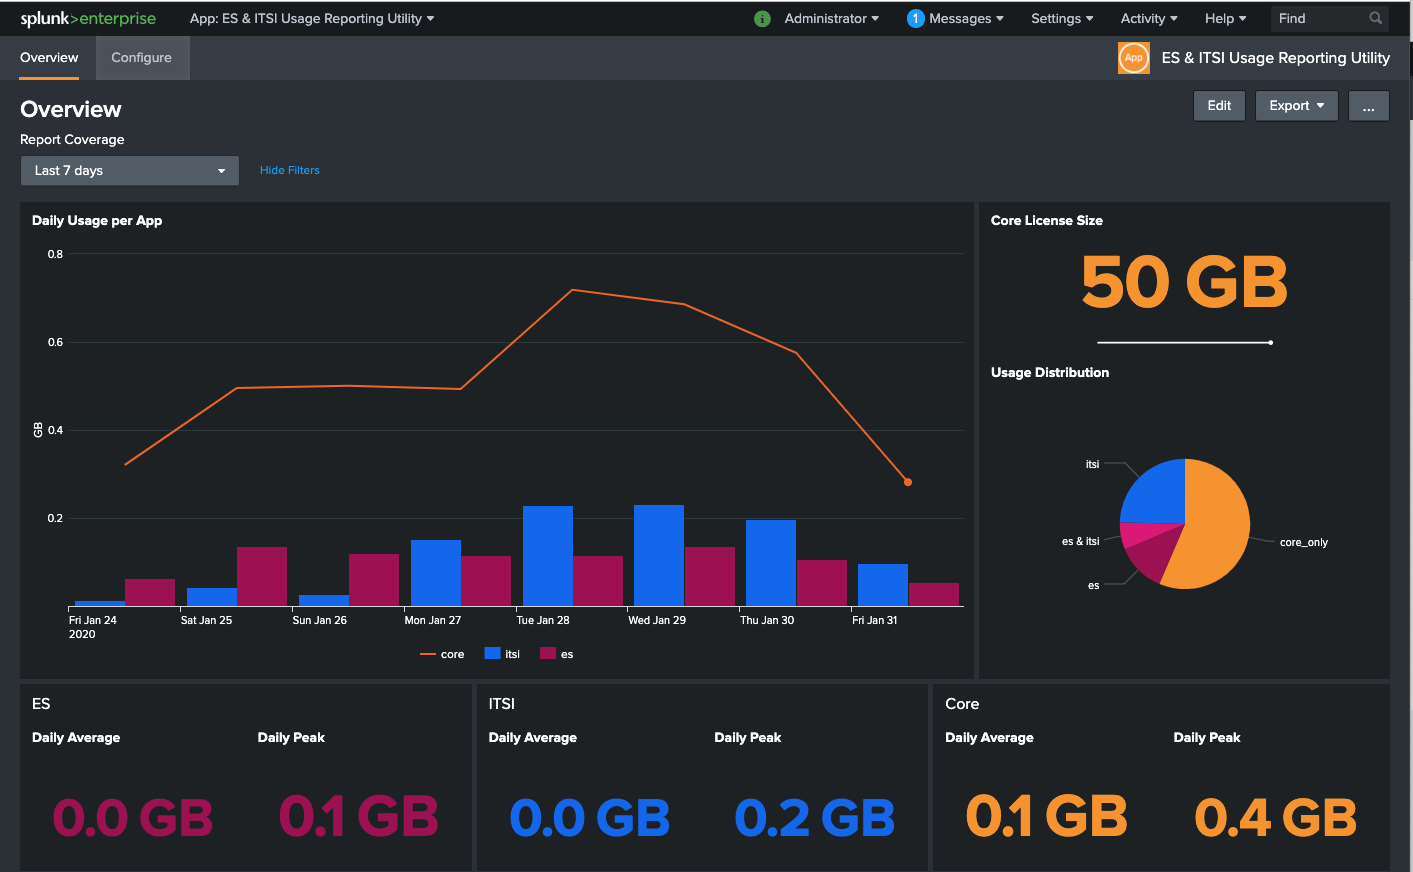 splunk>enterprise App: ES & ITSI Usage Reporting Utility i Administrator 1 Messages Settings Activity Help Find
Overview Configure App ES & ITSI Usage Reporting Utility
Overview Edit Export ...
Report Coverage
Last 7 days Hide Filters
Daily Usage per App
0.8
0.6
GB
0.4
0.2
Fri Jan 24 Sat Jan 25 Sun Jan 26 Mon Jan 27 Tue Jan 28 Wed Jan 29 Thu Jan 30 Fri Jan 31
2020
core itsi es
Core License Size
50 GB
Usage Distribution
itsi
es & itsi core_only
es
ES
Daily Average Daily Peak
0.0 GB 0.1 GB
ITSI
Daily Average Daily Peak
0.0 GB 0.2 GB
Core
Daily Average Daily Peak
0.1 GB 0.4 GB